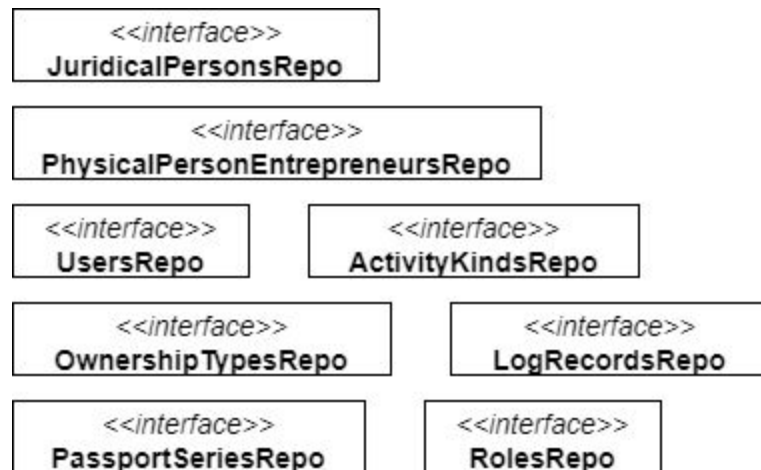 <<interface>>
JuridicalPersonsRepo
<<interface>>
PhysicalPersonEntrepreneursRepo
<<interface>>
UsersRepo
<<interface>>
ActivityKindsRepo
<<interface>>
OwnershipTypesRepo
<<interface>>
LogRecordsRepo
<<interface>>
PassportSeriesRepo
<<interface>>
RolesRepo